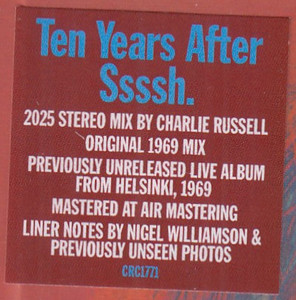 Ten Years After
Ssssh.
2025 STEREO MIX BY CHARLIE RUSSELL
ORIGINAL 1969 MIX
PREVIOUSLY UNRELEASED LIVE ALBUM
FROM HELSINKI, 1969
MASTERED AT AIR MASTERING
LINER NOTES BY NIGEL WILLIAMSON &
PREVIOUSLY UNSEEN PHOTOS
CRC1771